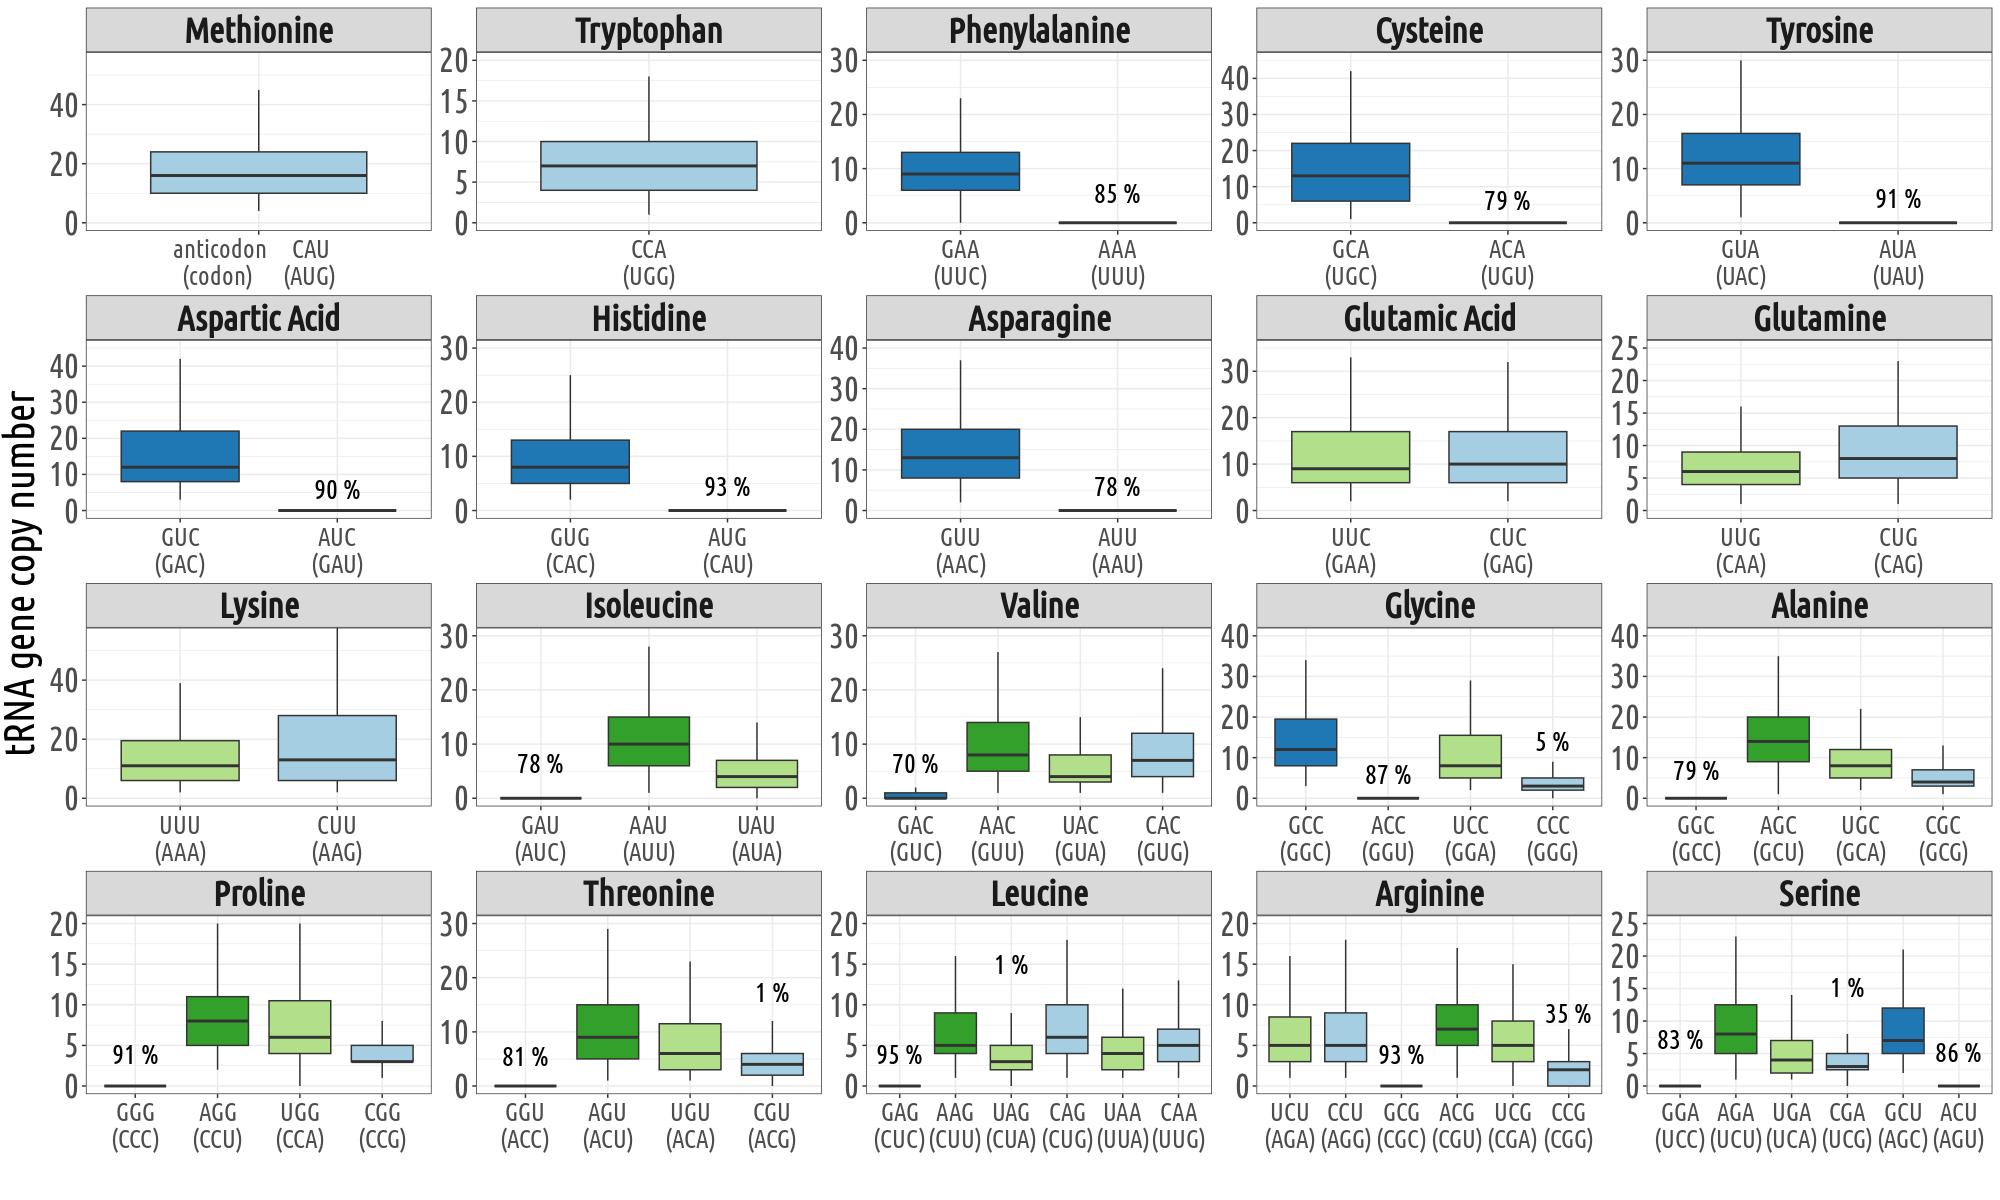 tRNA gene copy number
Methionine
40
20
0
anticodon CAU
(codon) (AUG)
Tryptophan
20
15
10
5
0
CCA
(UGG)
Phenylalanine
30
20
10
0
85 %
GAA AAA
(UUC) (UUU)
Cysteine
40
30
20
10
0
79 %
GCA ACA
(UGC) (UGU)
Tyrosine
30
20
10
0
91 %
GUA AUA
(UAC) (UAU)
Aspartic Acid
40
30
20
10
0
90 %
GUC AUC
(GAC) (GAU)
Histidine
30
20
10
0
93 %
GUG AUG
(CAC) (CAU)
Asparagine
40
30
20
10
0
78 %
GUU AUU
(AAC) (AAU)
Glutamic Acid
30
20
10
0
UUC CUC
(GAA) (GAG)
Glutamine
25
20
15
10
5
0
UUG CUG
(CAA) (CAG)
Lysine
40
20
0
UUU CUU
(AAA) (AAG)
Isoleucine
30
20
10
0
78 %
GAU AAU UAU
(AUC) (AUU) (AUA)
Valine
30
20
10
0
70 %
GAC AAC UAC CAC
(GUC) (GUU) (GUA) (GUG)
Glycine
40
30
20
10
0
87 %
5 %
GCC ACC UCC CCC
(GGC) (GGU) (GGA) (GGG)
Alanine
40
30
20
10
0
79 %
GGC AGC UGC CGC
(GCC) (GCU) (GCA) (GCG)
Proline
20
15
10
5
0
91 %
GGG AGG UGG CGG
(CCC) (CCU) (CCA) (CCG)
Threonine
30
20
10
0
81 %
1 %
GGU AGU UGU CGU
(ACC) (ACU) (ACA) (ACG)
Leucine
20
15
10
5
0
95 %
1 %
GAG AAG UAG CAG UAA CAA
(CUC) (CUU) (CUA) (CUG) (UUA) (UUG)
Arginine
20
15
10
5
0
93 %
35 %
UCU CCU GCG ACG UCG CCG
(AGA) (AGG) (CGC) (CGU) (CGA) (CGG)
Serine
25
20
15
10
5
0
83 %
1 %
86 %
GGA AGA UGA CGA GCU ACU
(UCC) (UCU) (UCA) (UCG) (AGC) (AGU)